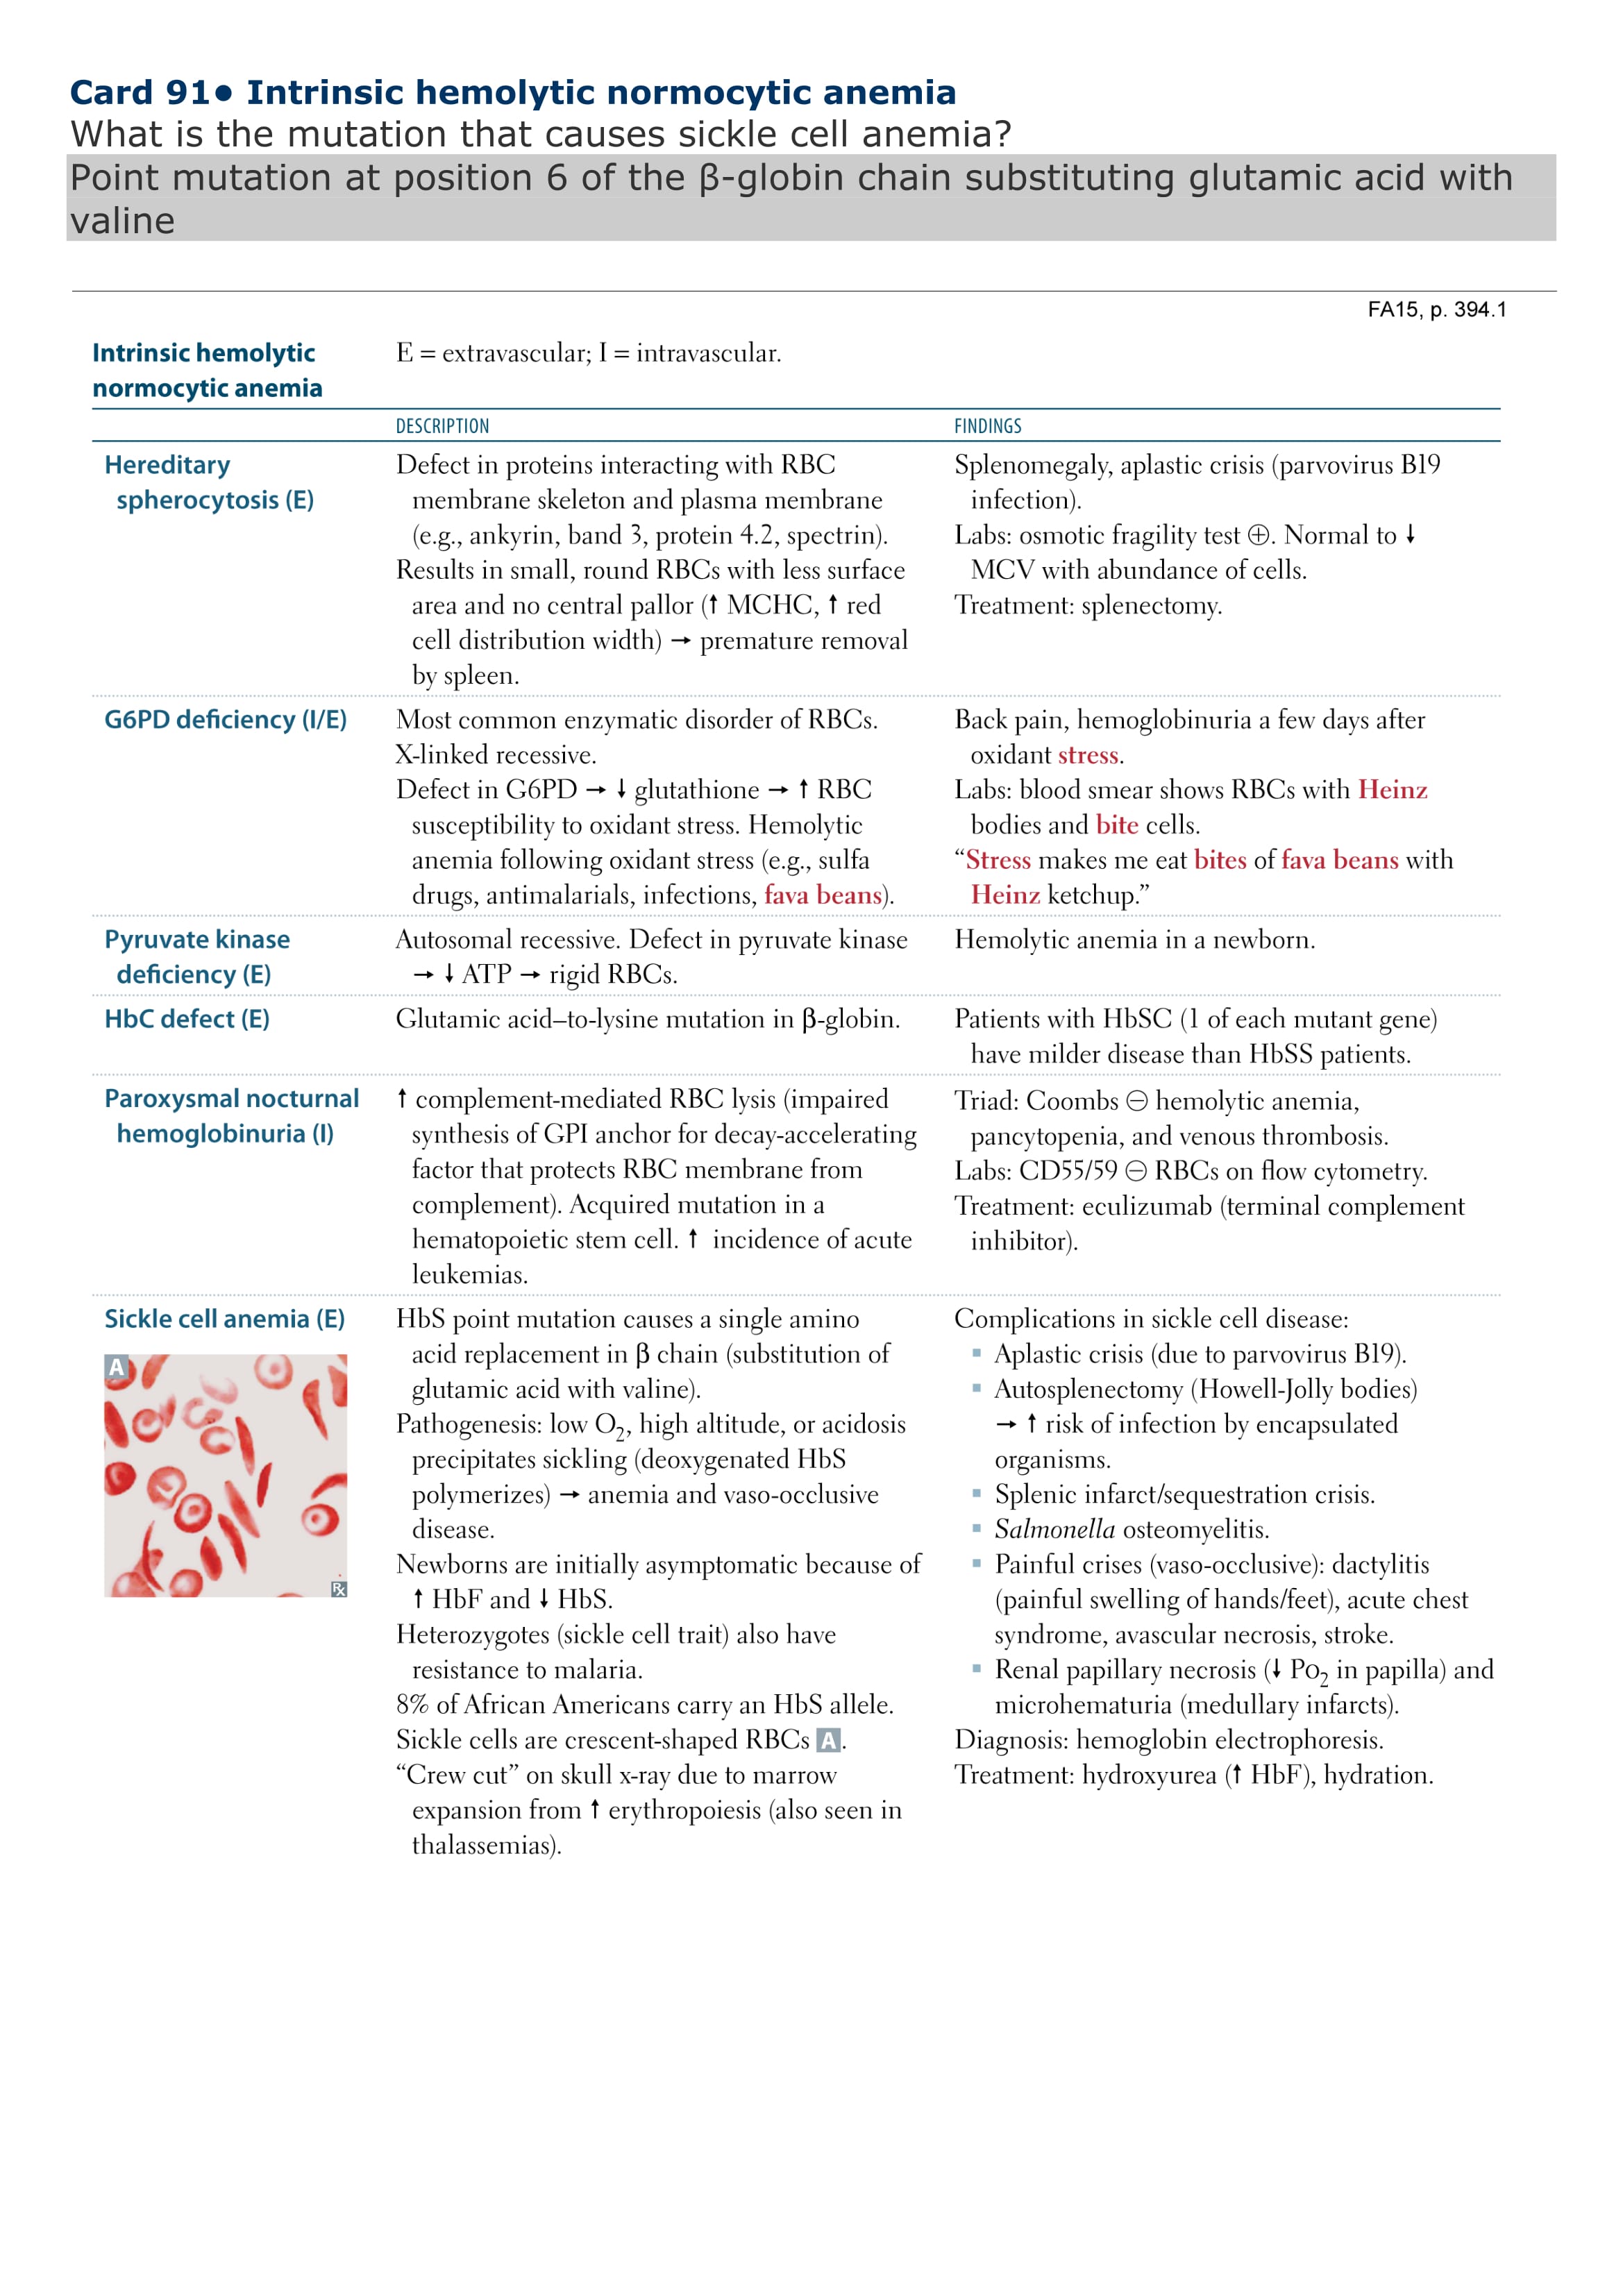 Card 91● Intrinsic hemolytic normocytic anemia
What is the mutation that causes sickle cell anemia?
Point mutation at position 6 of the β-globin chain substituting glutamic acid with
valine
FA15, p. 394.1
Intrinsic hemolytic
normocytic anemia
E = extravascular; I = intravascular.
DESCRIPTION
FINDINGS
Hereditary
spherocytosis (E)
Defect in proteins interacting with RBC
membrane skeleton and plasma membrane
(e.g., ankyrin, band 3, protein 4.2, spectrin).
Results in small, round RBCs with less surface
area and no central pallor (↑ MCHC, ↑ red
cell distribution width) → premature removal
by spleen.
Splenomegaly, aplastic crisis (parvovirus B19
infection).
Labs: osmotic fragility test ⊕. Normal to ↓
MCV with abundance of cells.
Treatment: splenectomy.
G6PD deficiency (I/E)
Most common enzymatic disorder of RBCs.
X-linked recessive.
Defect in G6PD → ↓ glutathione → ↑ RBC
susceptibility to oxidant stress. Hemolytic
anemia following oxidant stress (e.g., sulfa
drugs, antimalarials, infections, fava beans).
Back pain, hemoglobinuria a few days after
oxidant stress.
Labs: blood smear shows RBCs with Heinz
bodies and bite cells.
“Stress makes me eat bites of fava beans with
Heinz ketchup.”
Pyruvate kinase
deficiency (E)
Autosomal recessive. Defect in pyruvate kinase
→ ↓ ATP → rigid RBCs.
Hemolytic anemia in a newborn.
HbC defect (E)
Glutamic acid–to-lysine mutation in β-globin.
Patients with HbSC (1 of each mutant gene)
have milder disease than HbSS patients.
Paroxysmal nocturnal
hemoglobinuria (I)
↑ complement-mediated RBC lysis (impaired
synthesis of GPI anchor for decay-accelerating
factor that protects RBC membrane from
complement). Acquired mutation in a
hematopoietic stem cell. ↑ incidence of acute
leukemias.
Triad: Coombs ⊖ hemolytic anemia,
pancytopenia, and venous thrombosis.
Labs: CD55/59 ⊖ RBCs on flow cytometry.
Treatment: eculizumab (terminal complement
inhibitor).
Sickle cell anemia (E)
A
℞
HbS point mutation causes a single amino
acid replacement in β chain (substitution of
glutamic acid with valine).
Pathogenesis: low O₂, high altitude, or acidosis
precipitates sickling (deoxygenated HbS
polymerizes) → anemia and vaso-occlusive
disease.
Newborns are initially asymptomatic because of
↑ HbF and ↓ HbS.
Heterozygotes (sickle cell trait) also have
resistance to malaria.
8% of African Americans carry an HbS allele.
Sickle cells are crescent-shaped RBCs A.
“Crew cut” on skull x-ray due to marrow
expansion from ↑ erythropoiesis (also seen in
thalassemias).
Complications in sickle cell disease:
▪ Aplastic crisis (due to parvovirus B19).
▪ Autosplenectomy (Howell-Jolly bodies)
→ ↑ risk of infection by encapsulated
organisms.
▪ Splenic infarct/sequestration crisis.
▪ Salmonella osteomyelitis.
▪ Painful crises (vaso-occlusive): dactylitis
(painful swelling of hands/feet), acute chest
syndrome, avascular necrosis, stroke.
▪ Renal papillary necrosis (↓ Po₂ in papilla) and
microhematuria (medullary infarcts).
Diagnosis: hemoglobin electrophoresis.
Treatment: hydroxyurea (↑ HbF), hydration.